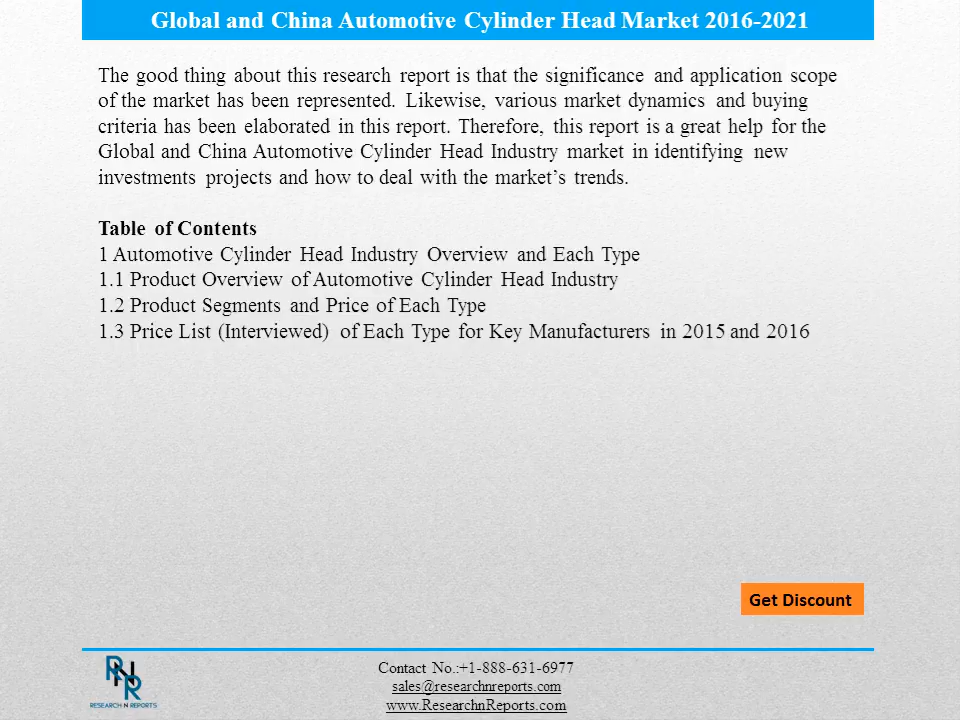 Global and China Automotive Cylinder Head Market 2016-2021
The good thing about this research report is that the significance and application scope
of the market has been represented. Likewise, various market dynamics and buying
criteria has been elaborated in this report. Therefore, this report is a great help for the
Global and China Automotive Cylinder Head Industry market in identifying new
investments projects and how to deal with the market’s trends.
Table of Contents
1 Automotive Cylinder Head Industry Overview and Each Type
1.1 Product Overview of Automotive Cylinder Head Industry
1.2 Product Segments and Price of Each Type
1.3 Price List (Interviewed) of Each Type for Key Manufacturers in 2015 and 2016
Get Discount
RNR
RESEARCH N REPORTS
Contact No.:+1-888-631-6977
sales@researchnreports.com
www.ResearchnReports.com